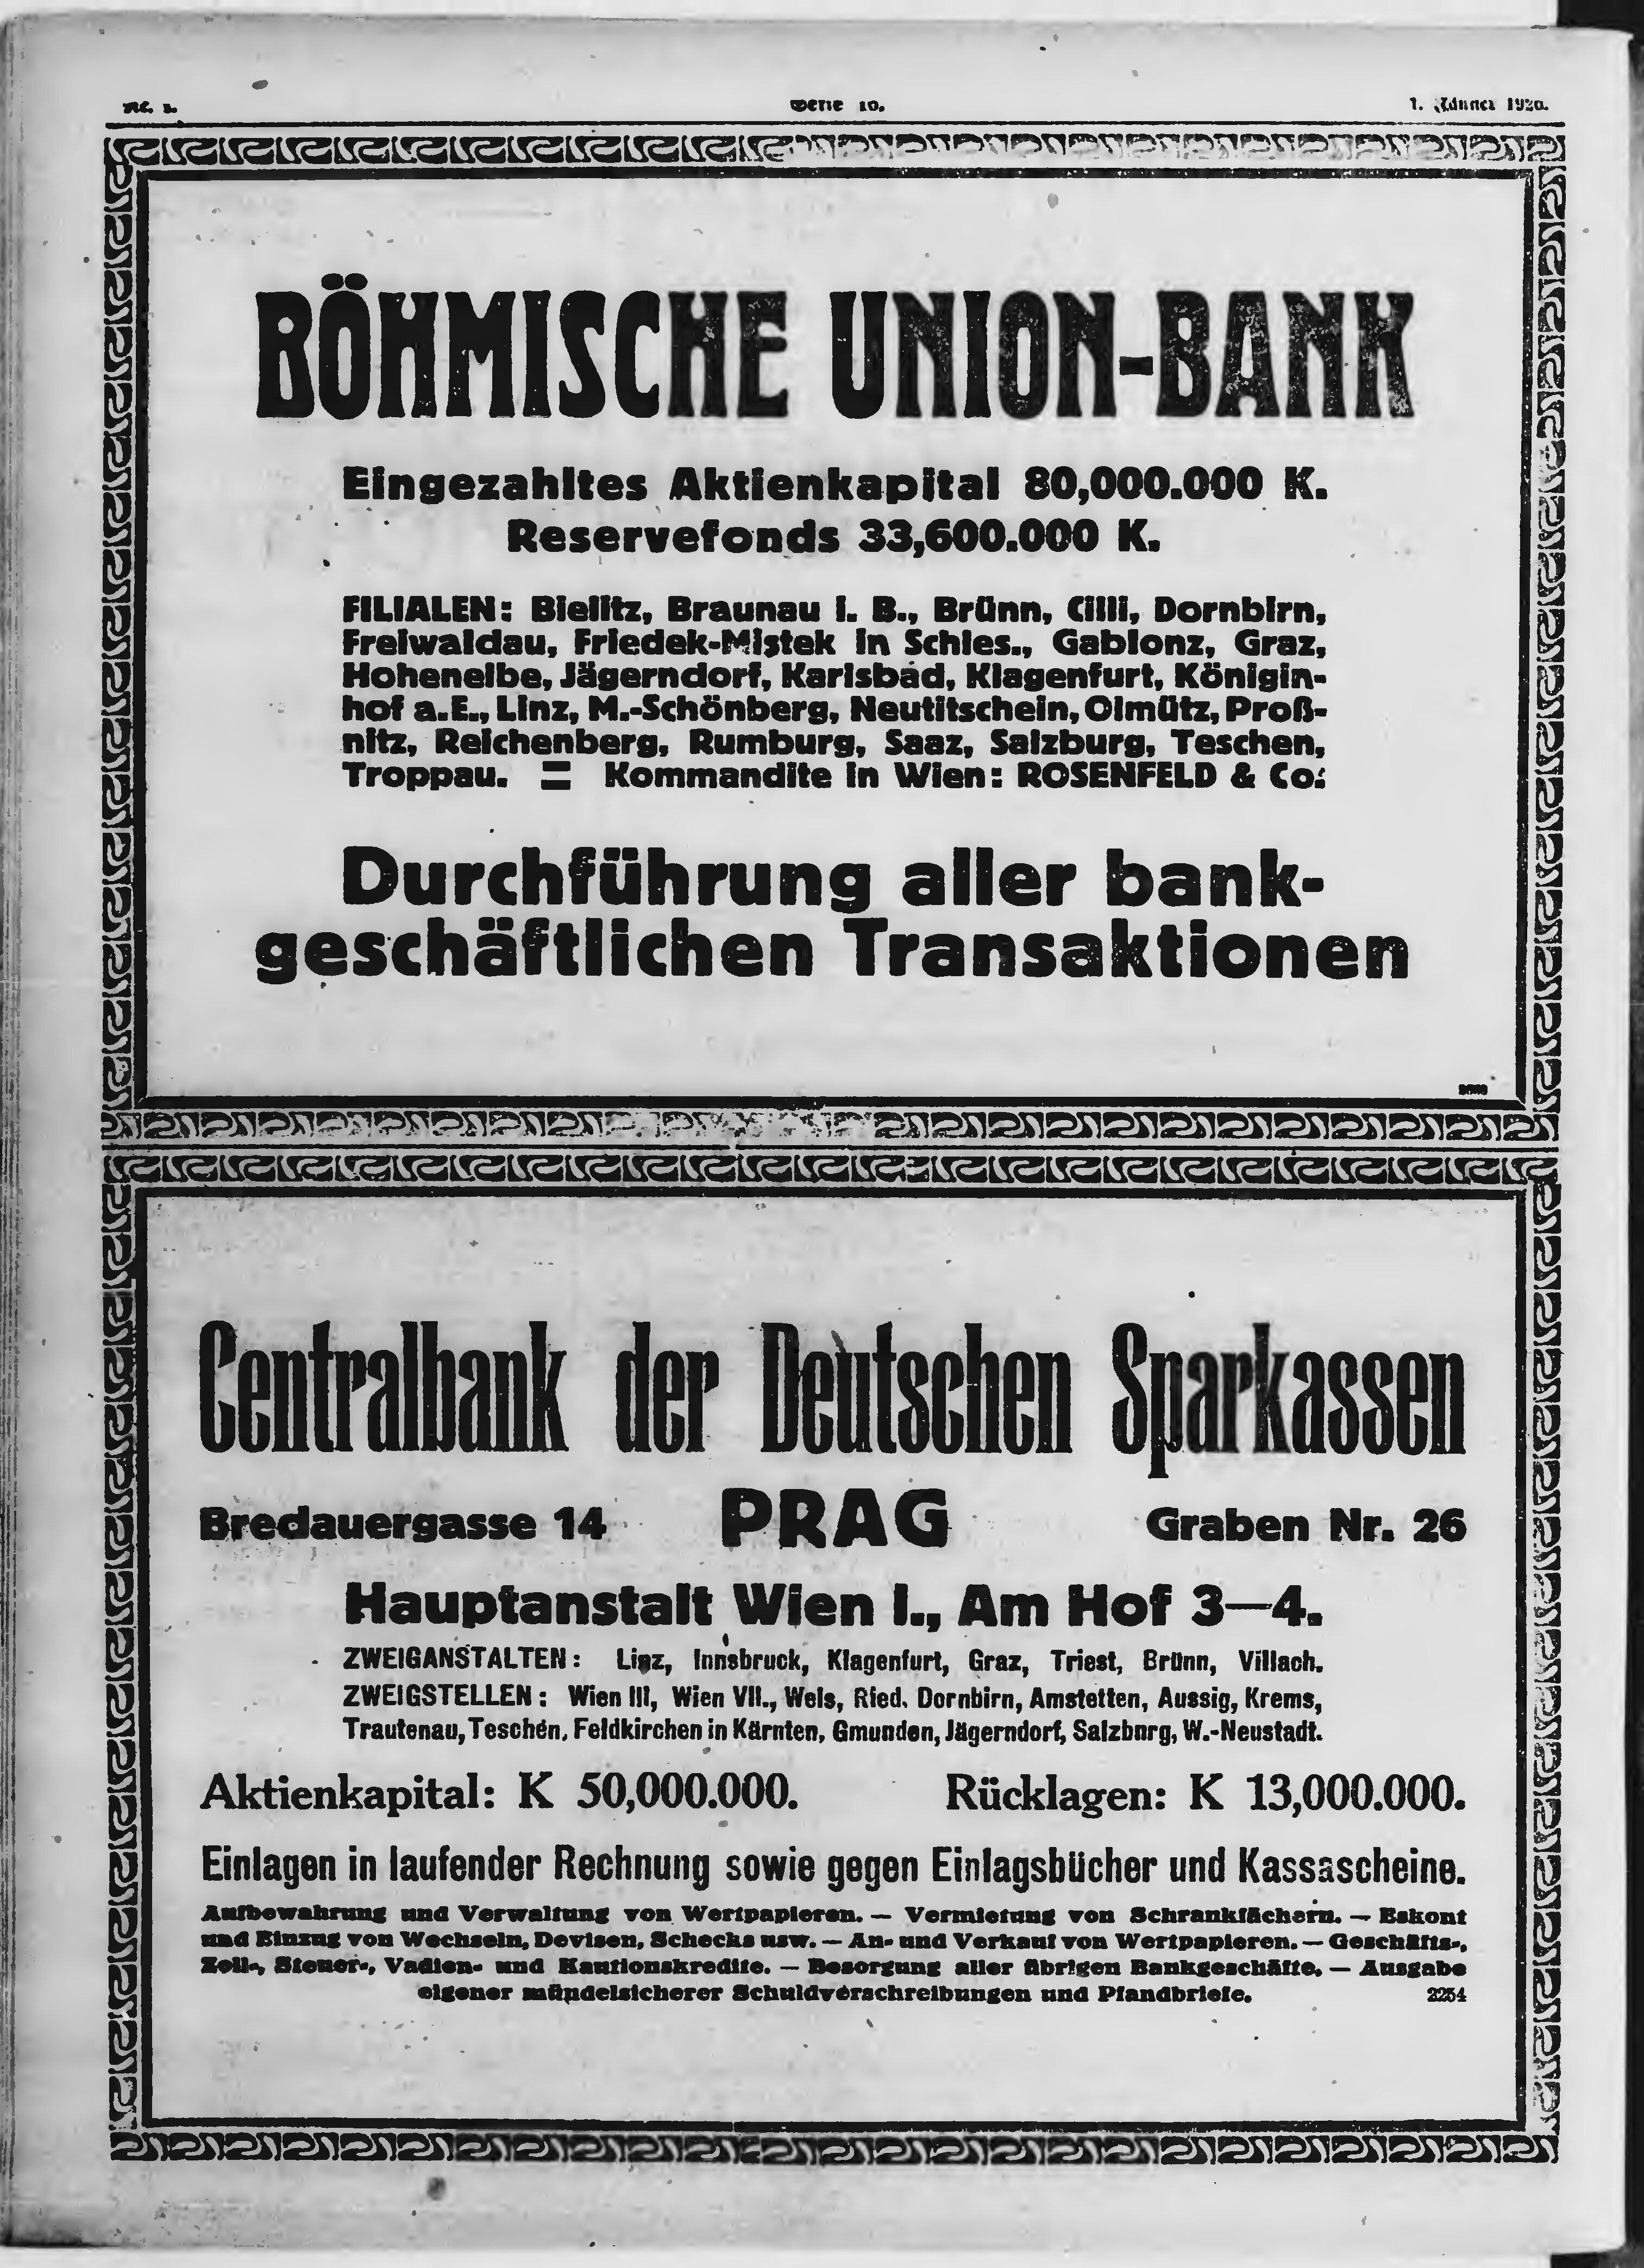 Nr. 1.
Seite 10.
1. Jänner 1920.
BÖHMISCHE UNION-BANK
Eingezahltes Aktienkapital 80,000.000 K.
Reservefonds 33,600.000 K.
FILIALEN: Bielitz, Braunau i. B., Brünn, Cilli, Dornbirn,
Freiwaldau, Friedek-Mistek in Schles., Gablonz, Graz,
Hohenelbe, Jägerndorf, Karlsbad, Klagenfurt, Königin-
hof a.E., Linz, M.-Schönberg, Neutitschein, Olmütz, Proß-
nitz, Reichenberg, Rumburg, Saaz, Salzburg, Teschen,
Troppau. = Kommandite in Wien: ROSENFELD & Co.
Durchführung aller bank-
geschäftlichen Transaktionen
Centralbank der Deutschen Sparkassen
Bredauergasse 14 PRAG Graben Nr. 26
Hauptanstalt Wien I., Am Hof 3—4.
ZWEIGANSTALTEN: Linz, Innsbruck, Klagenfurt, Graz, Triest, Brünn, Villach.
ZWEIGSTELLEN: Wien III, Wien VII., Wels, Ried, Dornbirn, Amstetten, Aussig, Krems,
Trautenau, Teschen, Feldkirchen in Kärnten, Gmunden, Jägerndorf, Salzbnrg, W.-Neustadt.
Aktienkapital: K 50,000.000. Rücklagen: K 13,000.000.
Einlagen in laufender Rechnung sowie gegen Einlagsbücher und Kassascheine.
Aufbewahrung und Verwaltung von Wertpapieren. — Vermietung von Schrankfächern. — Eskont
und Einzug von Wechseln, Devisen, Schecks usw. — An- und Verkauf von Wertpapieren. — Geschäfts-,
Zoll-, Steuer-, Vadien- und Kautionskredite. — Besorgung aller übrigen Bankgeschäfte. — Ausgabe
eigener mündelsicherer Schuldverschreibungen und Pfandbriefe. 2254